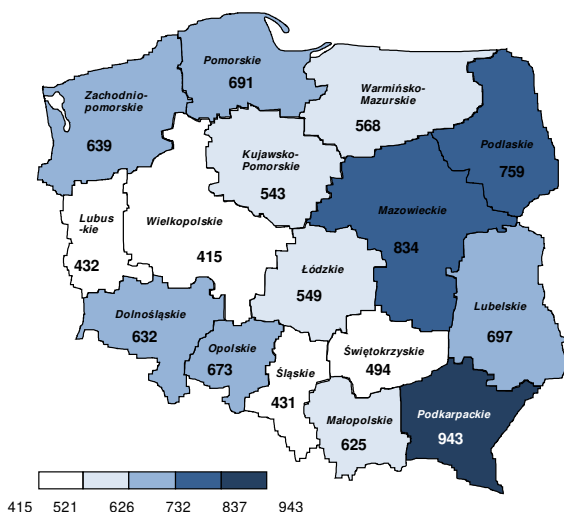 Pomorskie
691
Zachodnio-
pomorskie
639
Warmińsko-
Mazurskie
568
Podlaskie
759
Kujawsko-
Pomorskie
543
Mazowieckie
834
Lubus
-kie
432
Wielkopolskie
415
Łódzkie
549
Lubelskie
697
Dolnośląskie
632
Opolskie
673
Śląskie
431
Świętokrzyskie
494
Małopolskie
625
Podkarpackie
943
415 521 626 732 837 943